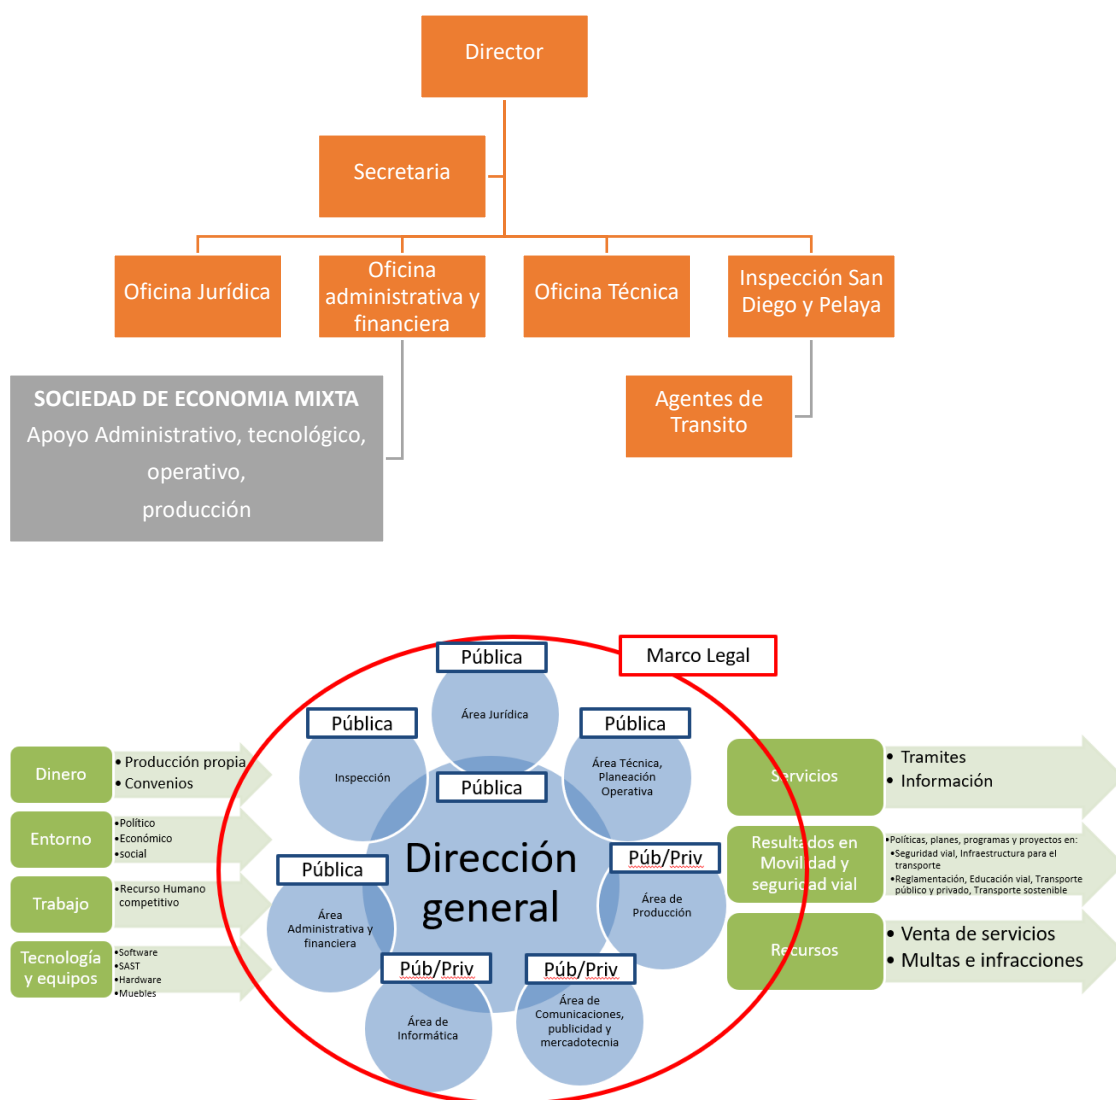 Director
Secretaria
Oficina Jurídica
Oficina
administrativa y
financiera
Oficina Técnica
Inspección San
Diego y Pelaya
SOCIEDAD DE ECONOMIA MIXTA
Apoyo Administrativo, tecnológico,
operativo,
producción
Agentes de
Transito
Marco Legal
Pública
Área Jurídica
Pública
Inspección
Pública
Área Técnica,
Planeación
Operativa
Pública
Dirección
general
Pública
Área
Administrativa y
financiera
Púb/Priv
Área de
Producción
Púb/Priv
Área de
Informática
Púb/Priv
Área de
Comunicaciones,
publicidad y
mercadotecnia
Dinero
• Producción propia
• Convenios
Entorno
•Político
•Económico
•social
Trabajo
•Recurso Humano
competitivo
Tecnología
y equipos
•Software
•SAST
•Hardware
•Muebles
Servicios
• Tramites
• Información
Resultados en
Movilidad y
seguridad vial
•Políticas, planes, programas y proyectos en:
•Seguridad vial, Infraestructura para el
transporte
•Reglamentación, Educación vial, Transporte
público y privado, Transporte sostenible
Recursos
• Venta de servicios
• Multas e infracciones